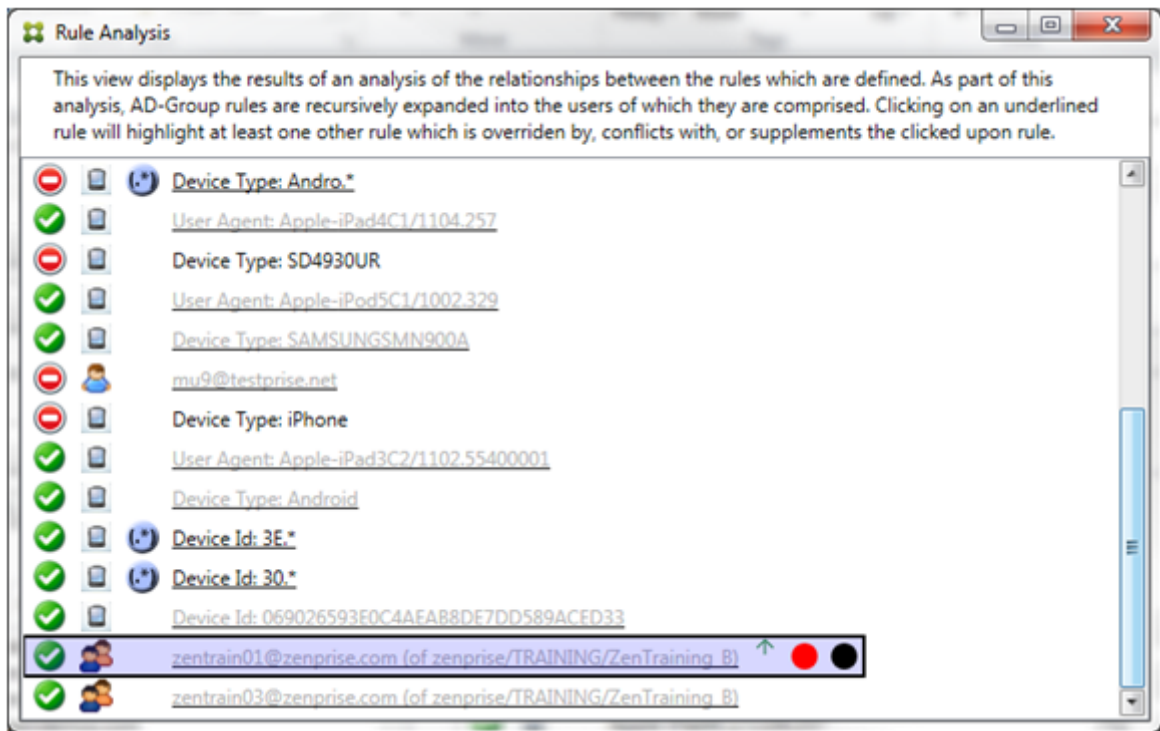 Rule Analysis
This view displays the results of an analysis of the relationships between the rules which are defined. As part of this
analysis, AD-Group rules are recursively expanded into the users of which they are comprised. Clicking on an underlined
rule will highlight at least one other rule which is overriden by, conflicts with, or supplements the clicked upon rule.
(.*) Device Type: Andro.*
User Agent: Apple-iPad4C1/1104.257
Device Type: SD4930UR
User Agent: Apple-iPod5C1/1002.329
Device Type: SAMSUNGSMN900A
mu9@testprise.net
Device Type: iPhone
User Agent: Apple-iPad3C2/1102.55400001
Device Type: Android
(.*) Device Id: 3E.*
(.*) Device Id: 30.*
Device Id: 069026593E0C4AEAB8DE7DD589ACED33
zentrain01@zenprise.com (of zenprise/TRAINING/ZenTraining_B)
zentrain03@zenprise.com (of zenprise/TRAINING/ZenTraining_B)